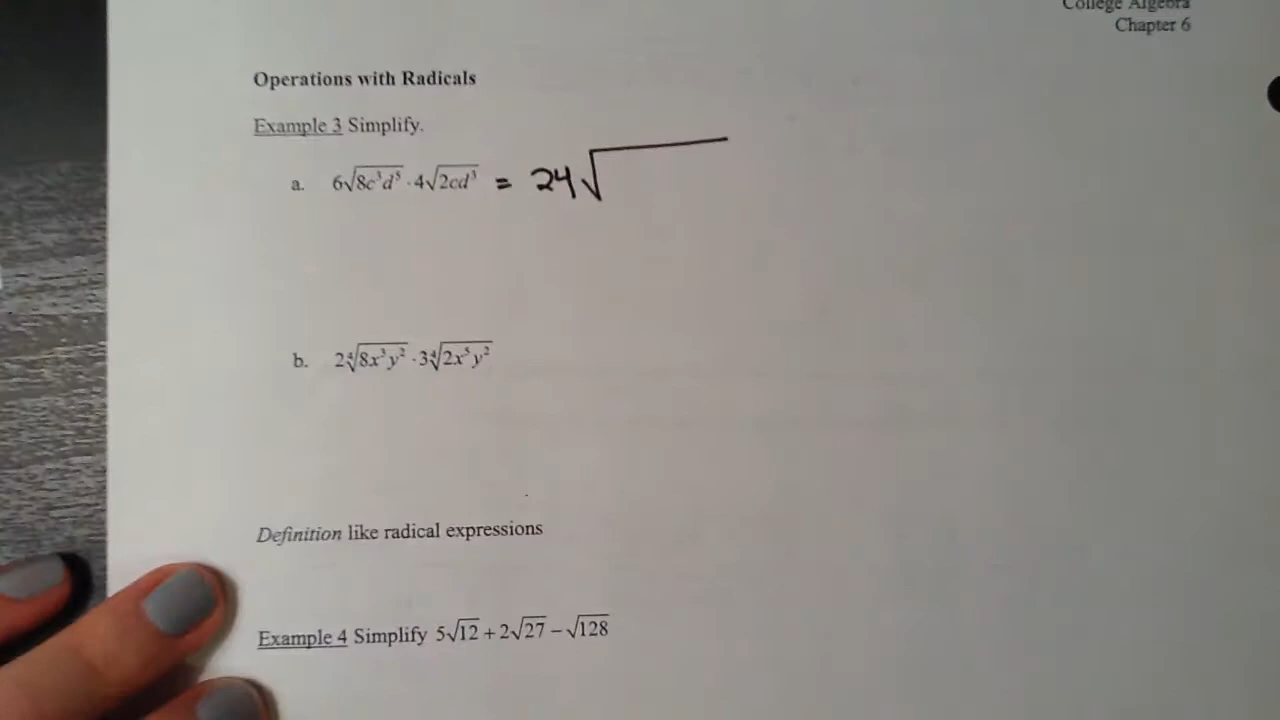 College Algebra
Chapter 6
Operations with Radicals
Example 3 Simplify.
a. 6√8c³d⁵ · 4√2cd³ = 24√
b. 2∜8x³y² · 3∜2x⁵y²
Definition like radical expressions
Example 4 Simplify 5√12 + 2√27 − √128